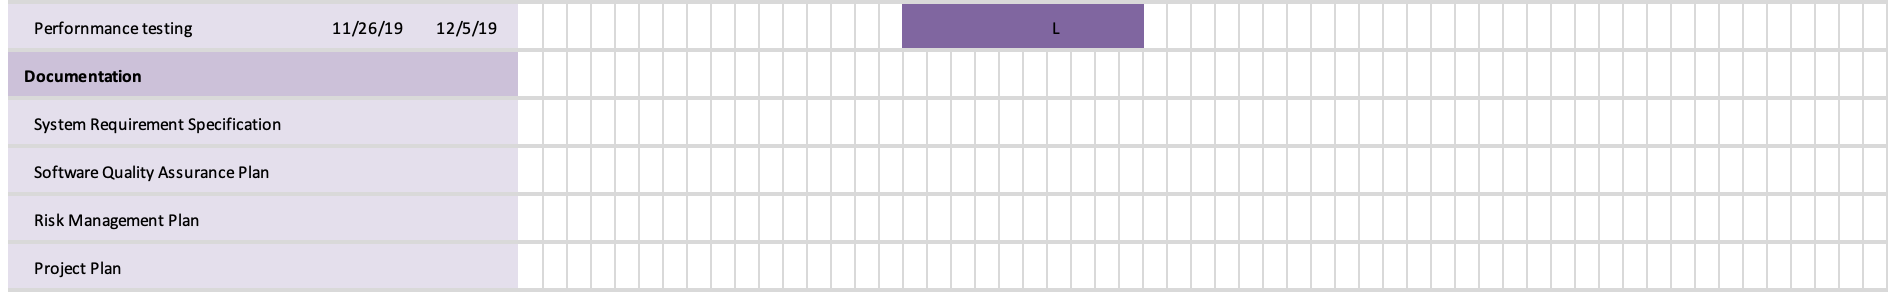 Perfornmance testing 11/26/19 12/5/19 L
Documentation
System Requirement Specification
Software Quality Assurance Plan
Risk Management Plan
Project Plan